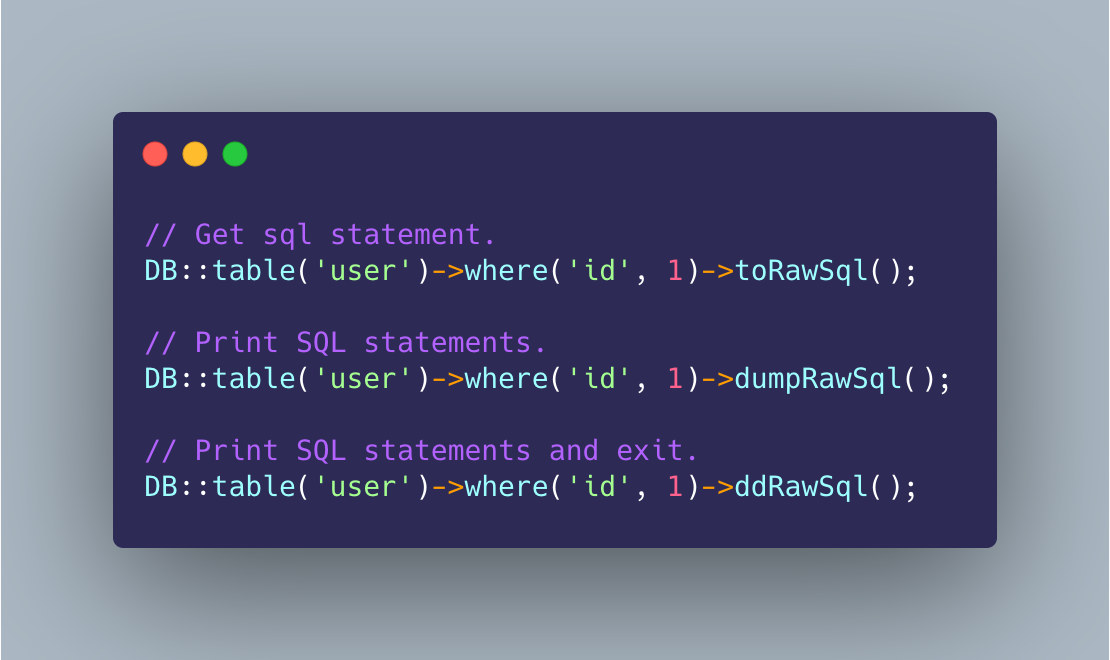 // Get sql statement.
DB::table('user')->where('id', 1)->toRawSql();
// Print SQL statements.
DB::table('user')->where('id', 1)->dumpRawSql();
// Print SQL statements and exit.
DB::table('user')->where('id', 1)->ddRawSql();